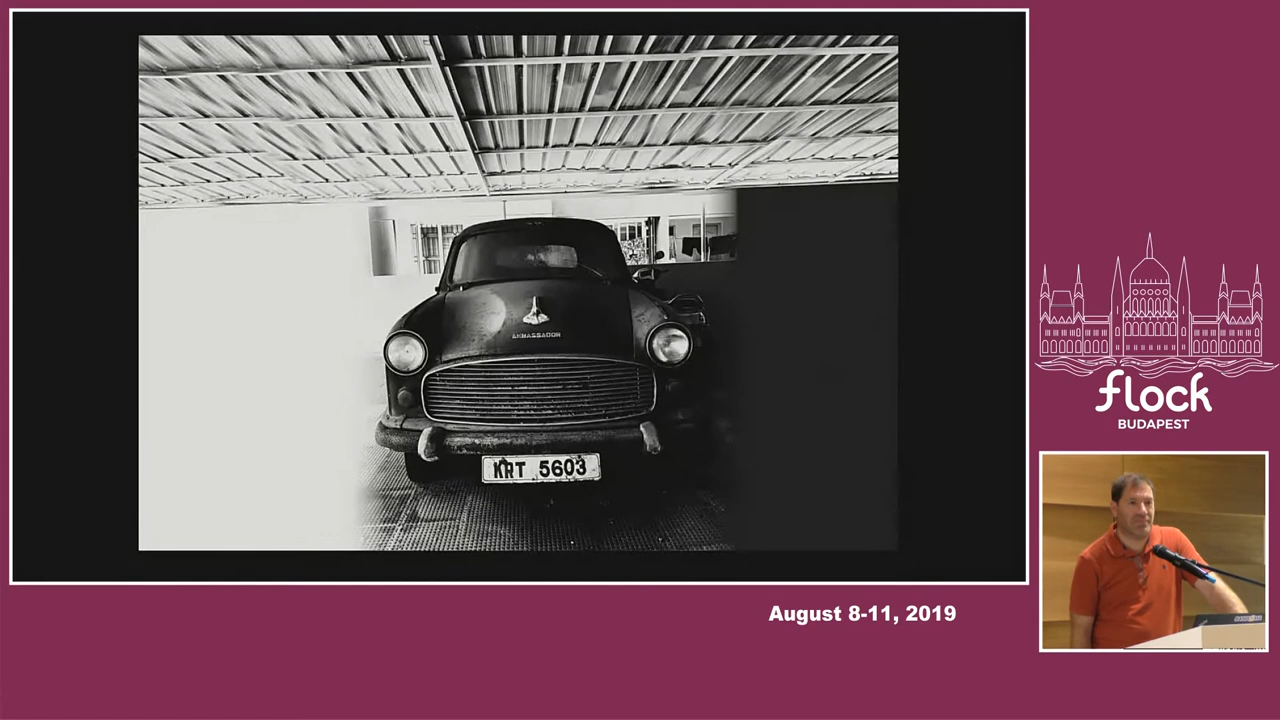 AMBASSADOR
KRT 5603
flock
BUDAPEST
August 8-11, 2019